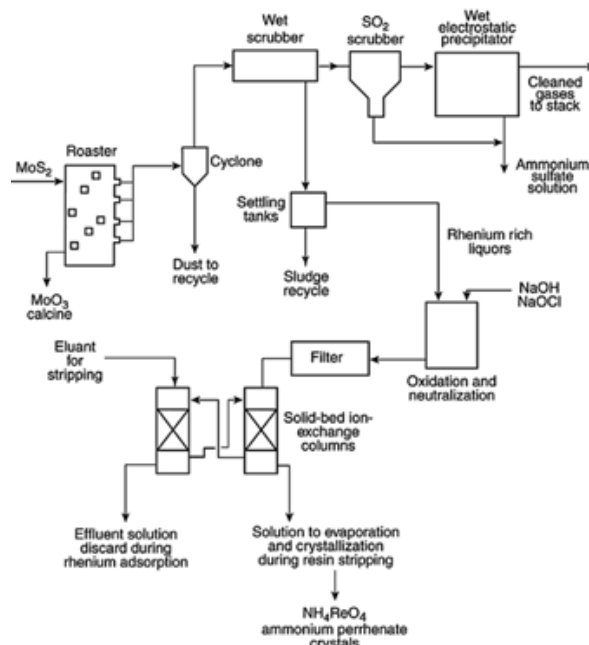 Wet
scrubber
SO2
scrubber
Wet
electrostatic
precipitator
Cleaned
gases
to stack
Roaster
MoS2
Cyclone
Ammonium
sulfate
solution
Settling
tanks
Rhenium rich
liquors
Dust to
recycle
Sludge
recycle
MoO3
calcine
NaOH
NaOCl
Eluant
for
stripping
Filter
Oxidation and
neutralization
Solid-bed ion-
exchange
columns
Effluent solution
discard during
rhenium adsorption
Solution to evaporation
and crystallization
during resin stripping
NH4ReO4
ammonium perrhenate
crystals